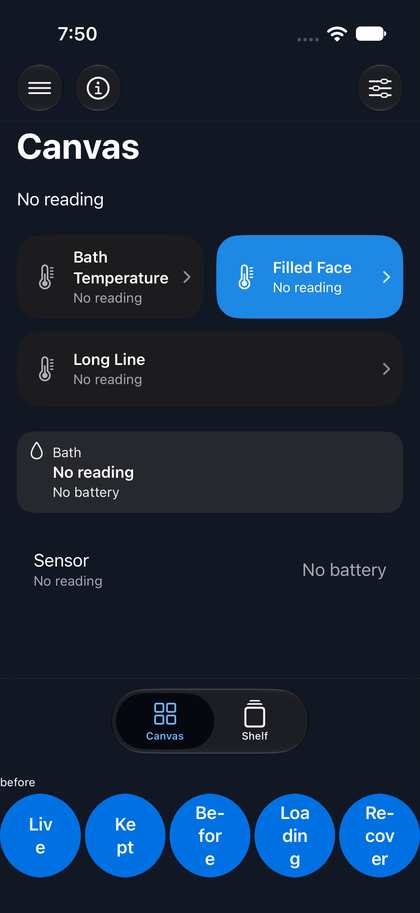 7:50
Canvas
No reading
Bath
Temperature
No reading
Filled Face
No reading
Long Line
No reading
Bath
No reading
No battery
Sensor
No reading
No battery
Canvas
Shelf
before
Liv
e
Ke
pt
Be-
for
e
Loa
din
g
Re-
cov
er